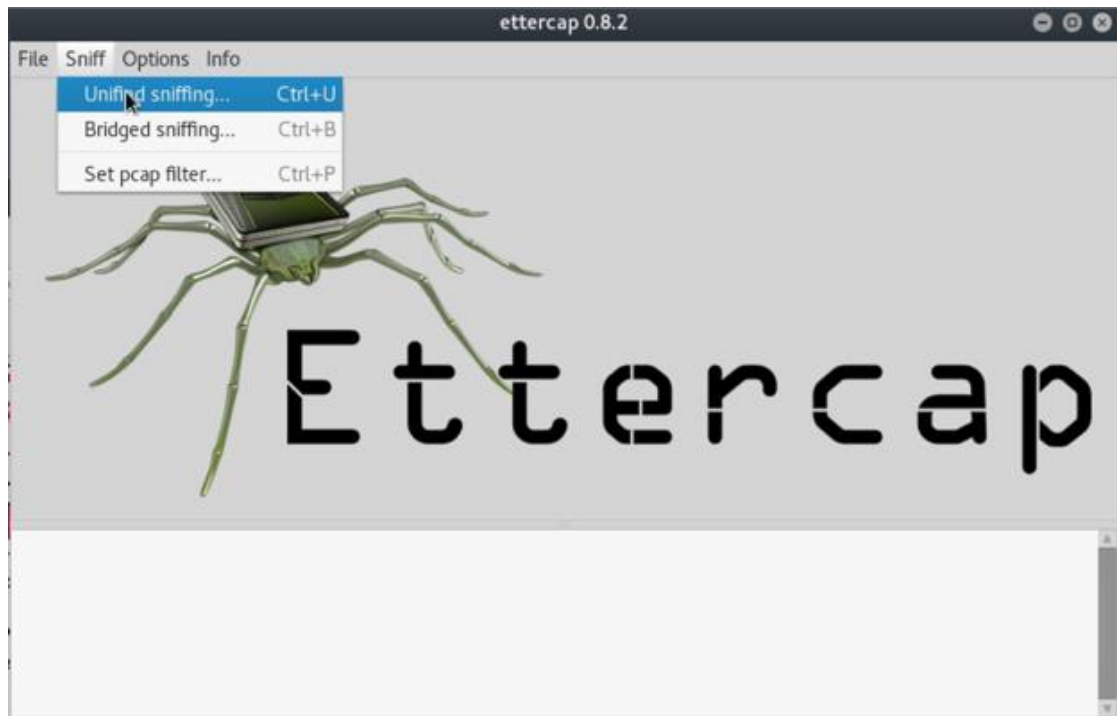 ettercap 0.8.2
File Sniff Options Info
Unified sniffing... Ctrl+U
Bridged sniffing... Ctrl+B
Set pcap filter... Ctrl+P
Ettercap